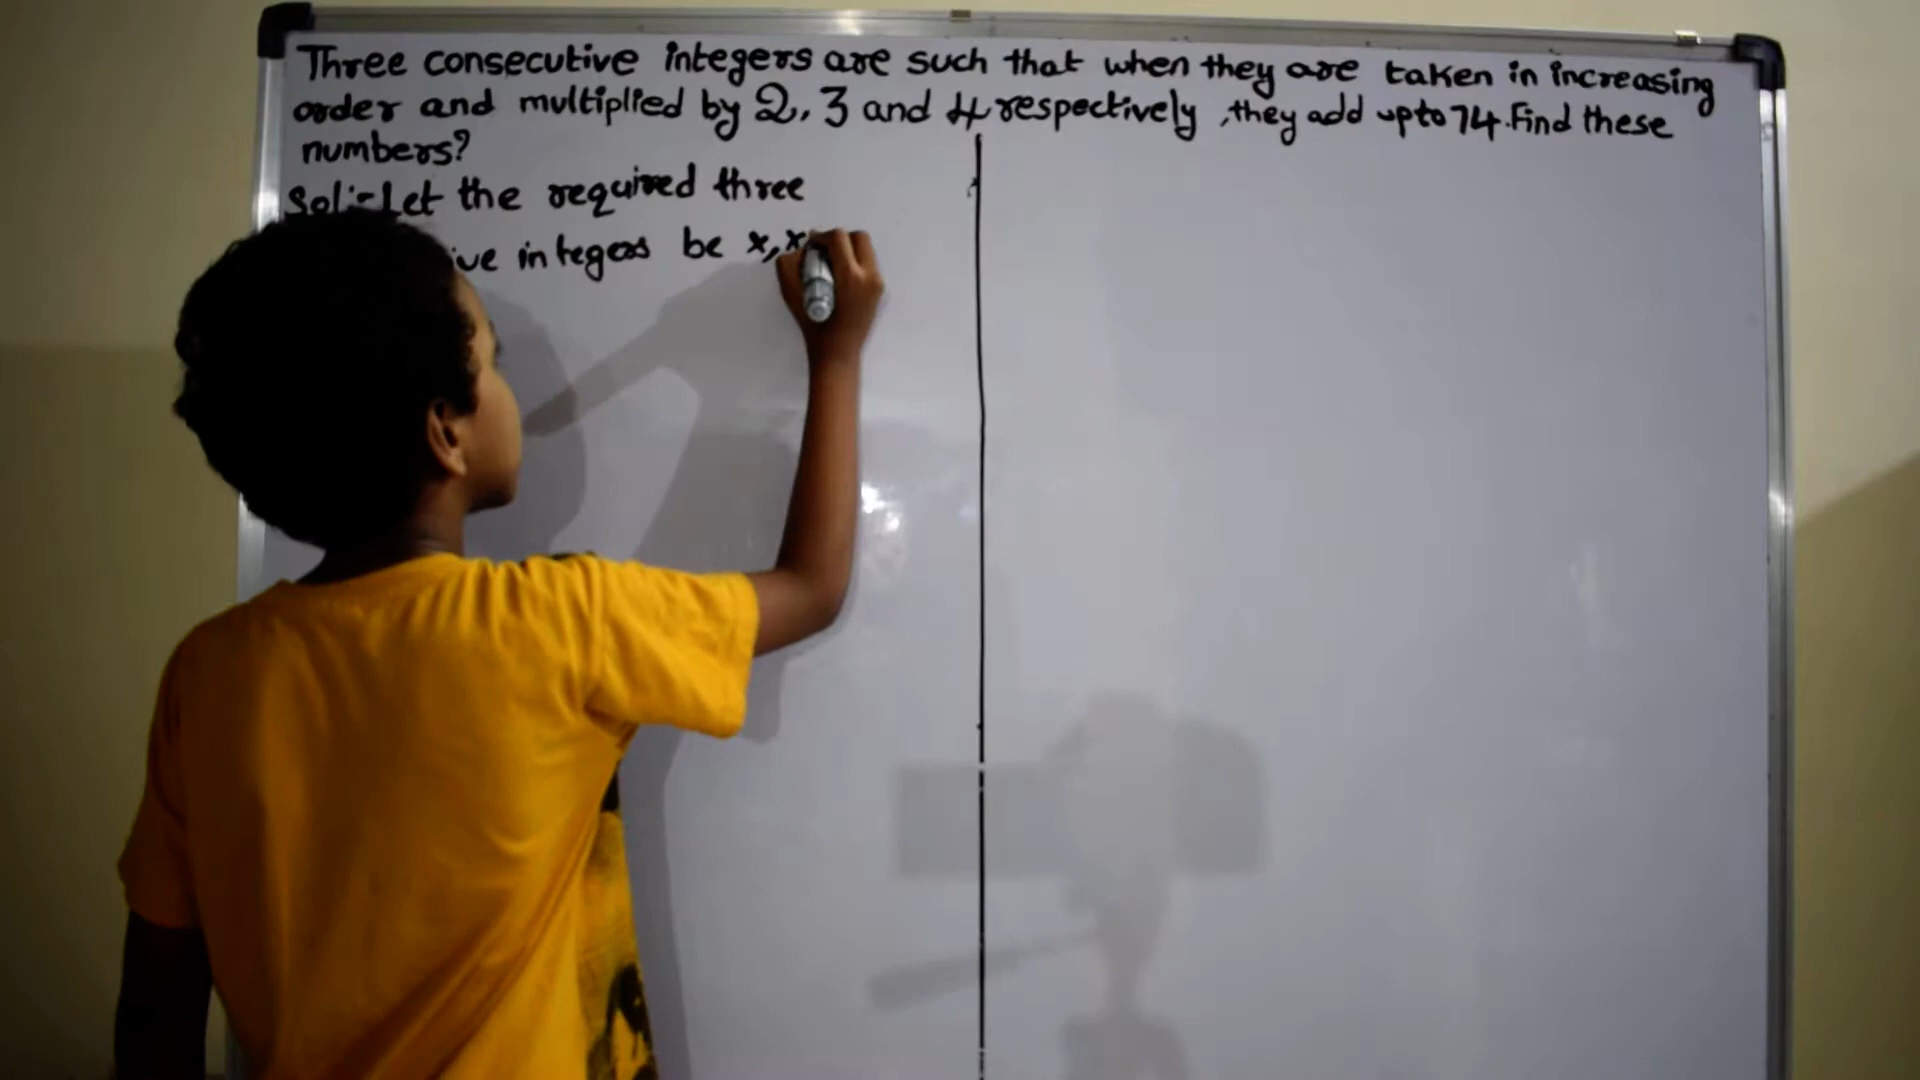 Three consecutive integers are such that when they are taken in increasing
order and multiplied by 2, 3 and 4 respectively, they add upto 74. Find these
numbers?
Sol:- Let the required three
integers be x, x